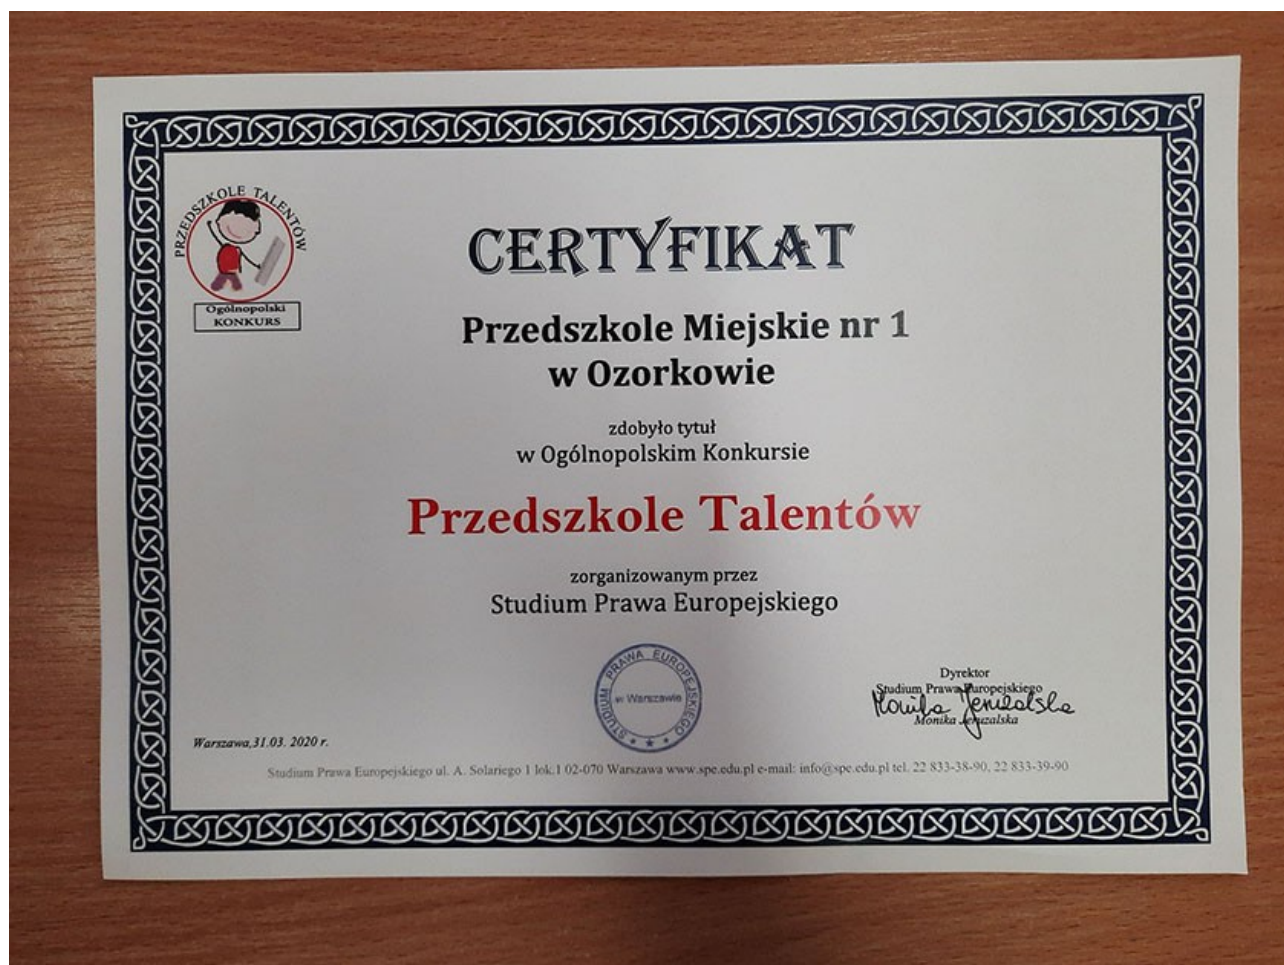 PRZEDSZKOLE TALENTÓW
Ogólnopolski
KONKURS
CERTYFIKAT
Przedszkole Miejskie nr 1
w Ozorkowie
zdobyło tytuł
w Ogólnopolskim Konkursie
Przedszkole Talentów
zorganizowanym przez
Studium Prawa Europejskiego
STUDIUM PRAWA EUROPEJSKIEGO
w Warszawie
Dyrektor
Studium Prawa Europejskiego
Monika Jeruzalska
Monika Jeruzalska
Warszawa,31.03. 2020 r.
Studium Prawa Europejskiego ul. A. Solariego 1 lok.1 02-070 Warszawa www.spe.edu.pl e-mail: info@spe.edu.pl tel. 22 833-38-90, 22 833-39-90